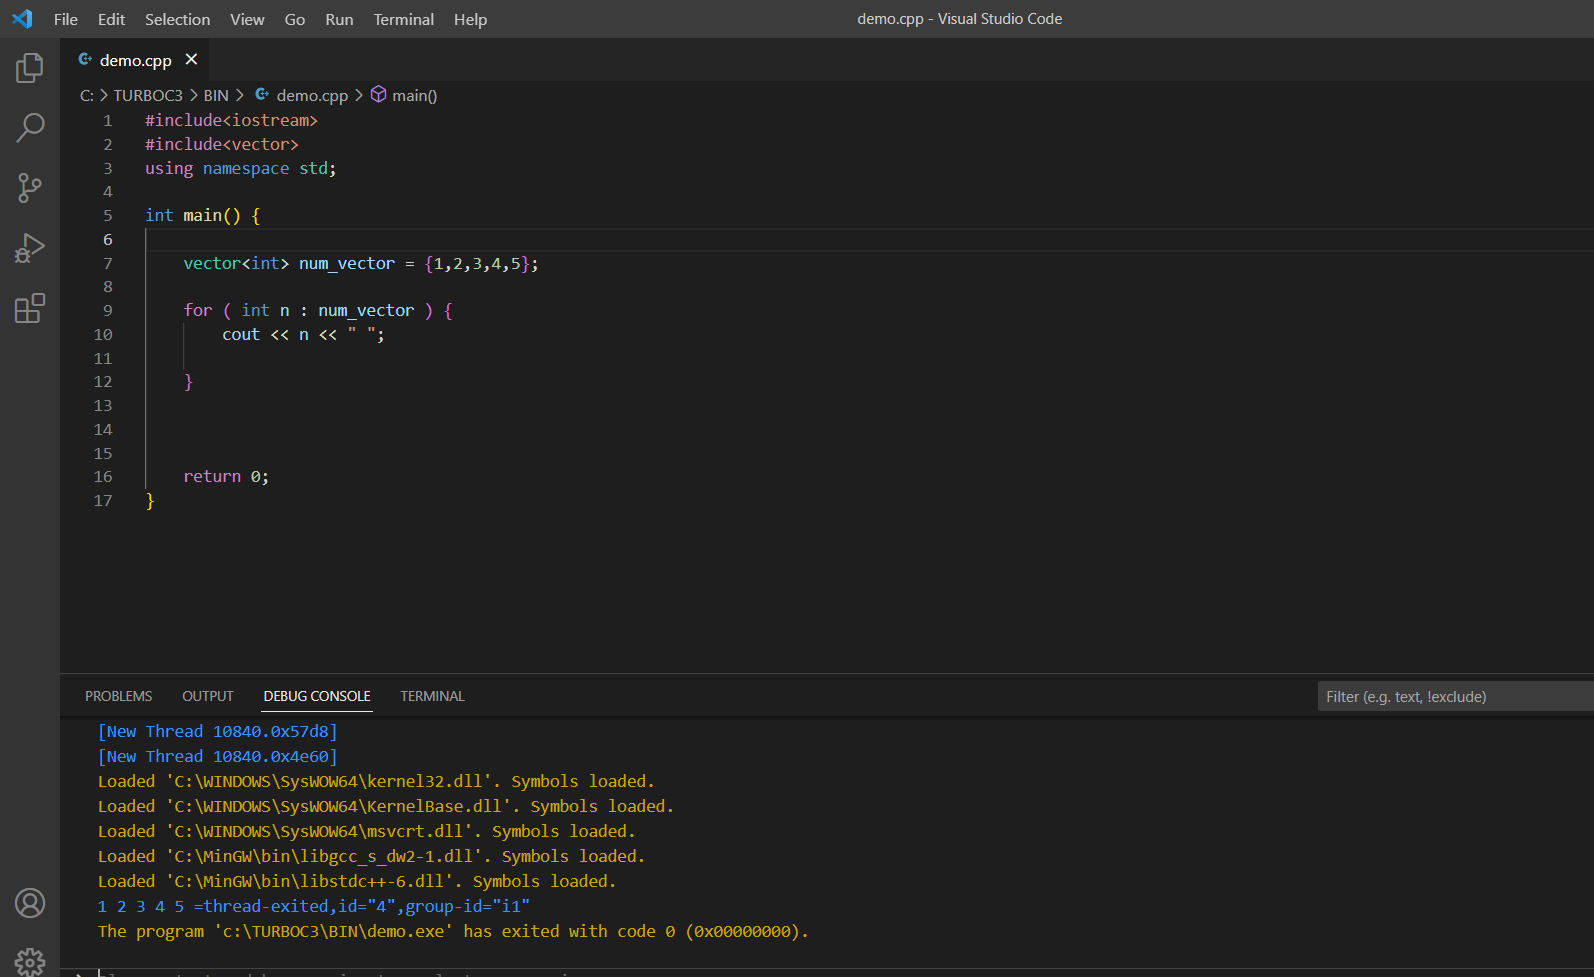 File Edit Selection View Go Run Terminal Help demo.cpp - Visual Studio Code
demo.cpp ×
C: > TURBOC3 > BIN > demo.cpp > main()
1 #include<iostream>
2 #include<vector>
3 using namespace std;
4
5 int main() {
6
7 vector<int> num_vector = {1,2,3,4,5};
8
9 for ( int n : num_vector ) {
10 cout << n << " ";
11
12 }
13
14
15
16 return 0;
17 }
PROBLEMS OUTPUT DEBUG CONSOLE TERMINAL Filter (e.g. text, !exclude)
[New Thread 10840.0x57d8]
[New Thread 10840.0x4e60]
Loaded 'C:\WINDOWS\SysWOW64\kernel32.dll'. Symbols loaded.
Loaded 'C:\WINDOWS\SysWOW64\KernelBase.dll'. Symbols loaded.
Loaded 'C:\WINDOWS\SysWOW64\msvcrt.dll'. Symbols loaded.
Loaded 'C:\MinGW\bin\libgcc_s_dw2-1.dll'. Symbols loaded.
Loaded 'C:\MinGW\bin\libstdc++-6.dll'. Symbols loaded.
1 2 3 4 5 =thread-exited,id="4",group-id="i1"
The program 'c:\TURBOC3\BIN\demo.exe' has exited with code 0 (0x00000000).